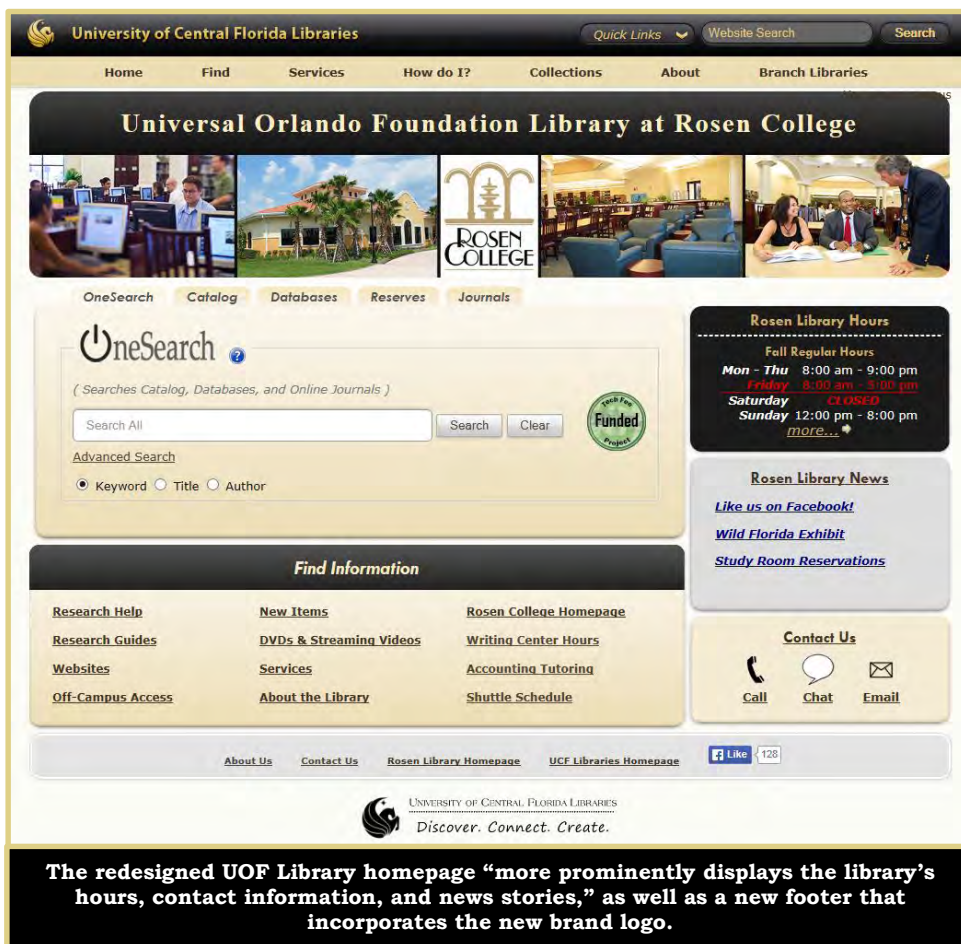 University of Central Florida Libraries
Quick Links
Website Search
Search
Home Find Services How do I? Collections About Branch Libraries
Universal Orlando Foundation Library at Rosen College
ROSEN
COLLEGE
OneSearch Catalog Databases Reserves Journals
OneSearch ?
( Searches Catalog, Databases, and Online Journals )
Search All
Search Clear
Tech Fee
Funded
Project
Advanced Search
Keyword Title Author
Rosen Library Hours
Fall Regular Hours
Mon - Thu 8:00 am - 9:00 pm
Friday 8:00 am - 5:00 pm
Saturday CLOSED
Sunday 12:00 pm - 8:00 pm
more...
Rosen Library News
Like us on Facebook!
Wild Florida Exhibit
Study Room Reservations
Find Information
Research Help New Items Rosen College Homepage
Research Guides DVDs & Streaming Videos Writing Center Hours
Websites Services Accounting Tutoring
Off-Campus Access About the Library Shuttle Schedule
Contact Us
Call Chat Email
About Us Contact Us Rosen Library Homepage UCF Libraries Homepage
Like 128
UNIVERSITY OF CENTRAL FLORIDA LIBRARIES
Discover. Connect. Create.
The redesigned UOF Library homepage “more prominently displays the library’s
hours, contact information, and news stories,” as well as a new footer that
incorporates the new brand logo.